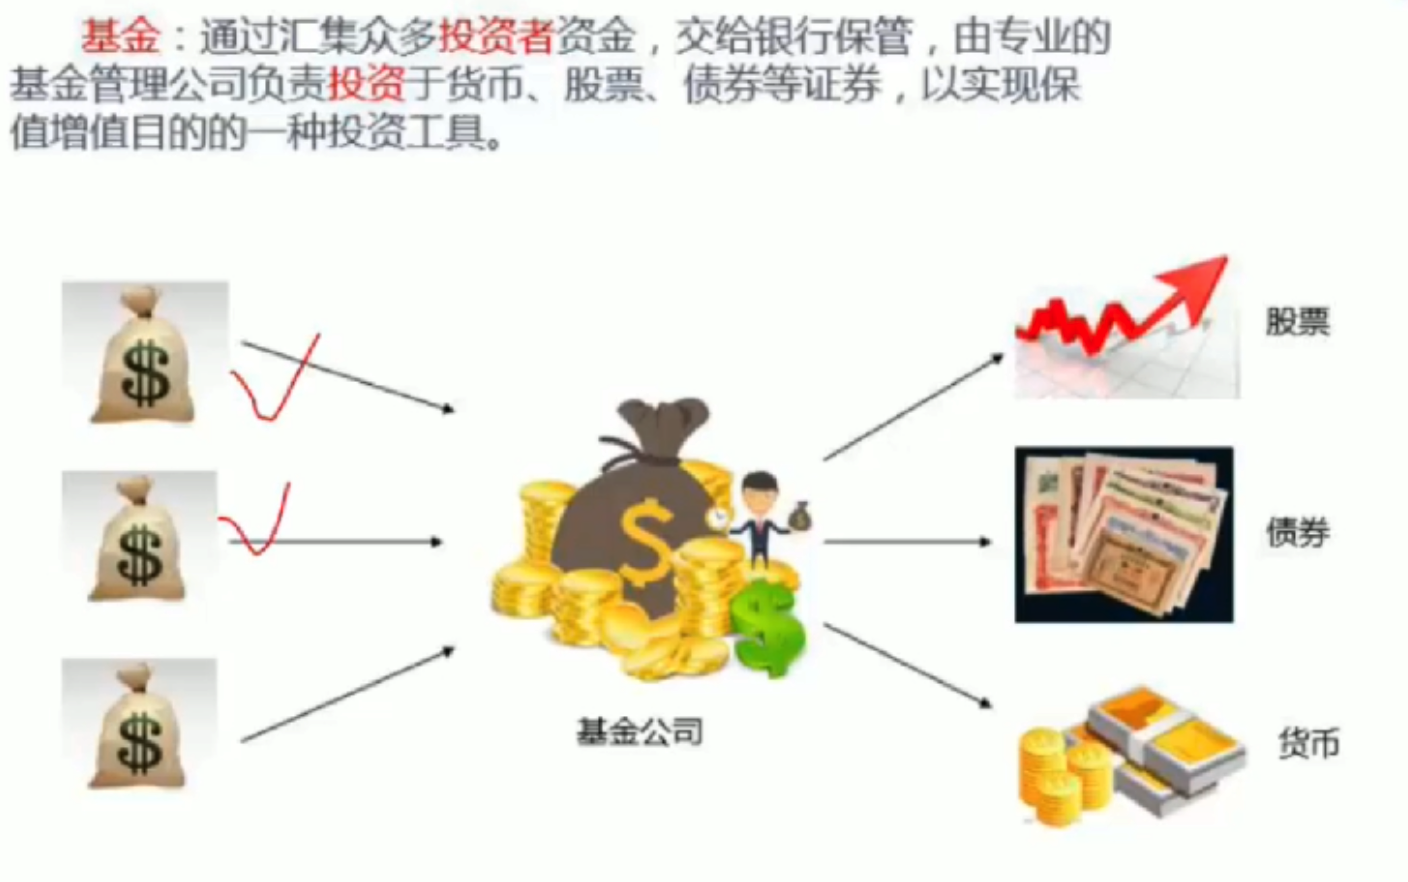 基金：通过汇集众多投资者资金，交给银行保管，由专业的
基金管理公司负责投资于货币、股票、债券等证券，以实现保
值增值目的的一种投资工具。
$
$
$
$
$
基金公司
股票
债券
货币